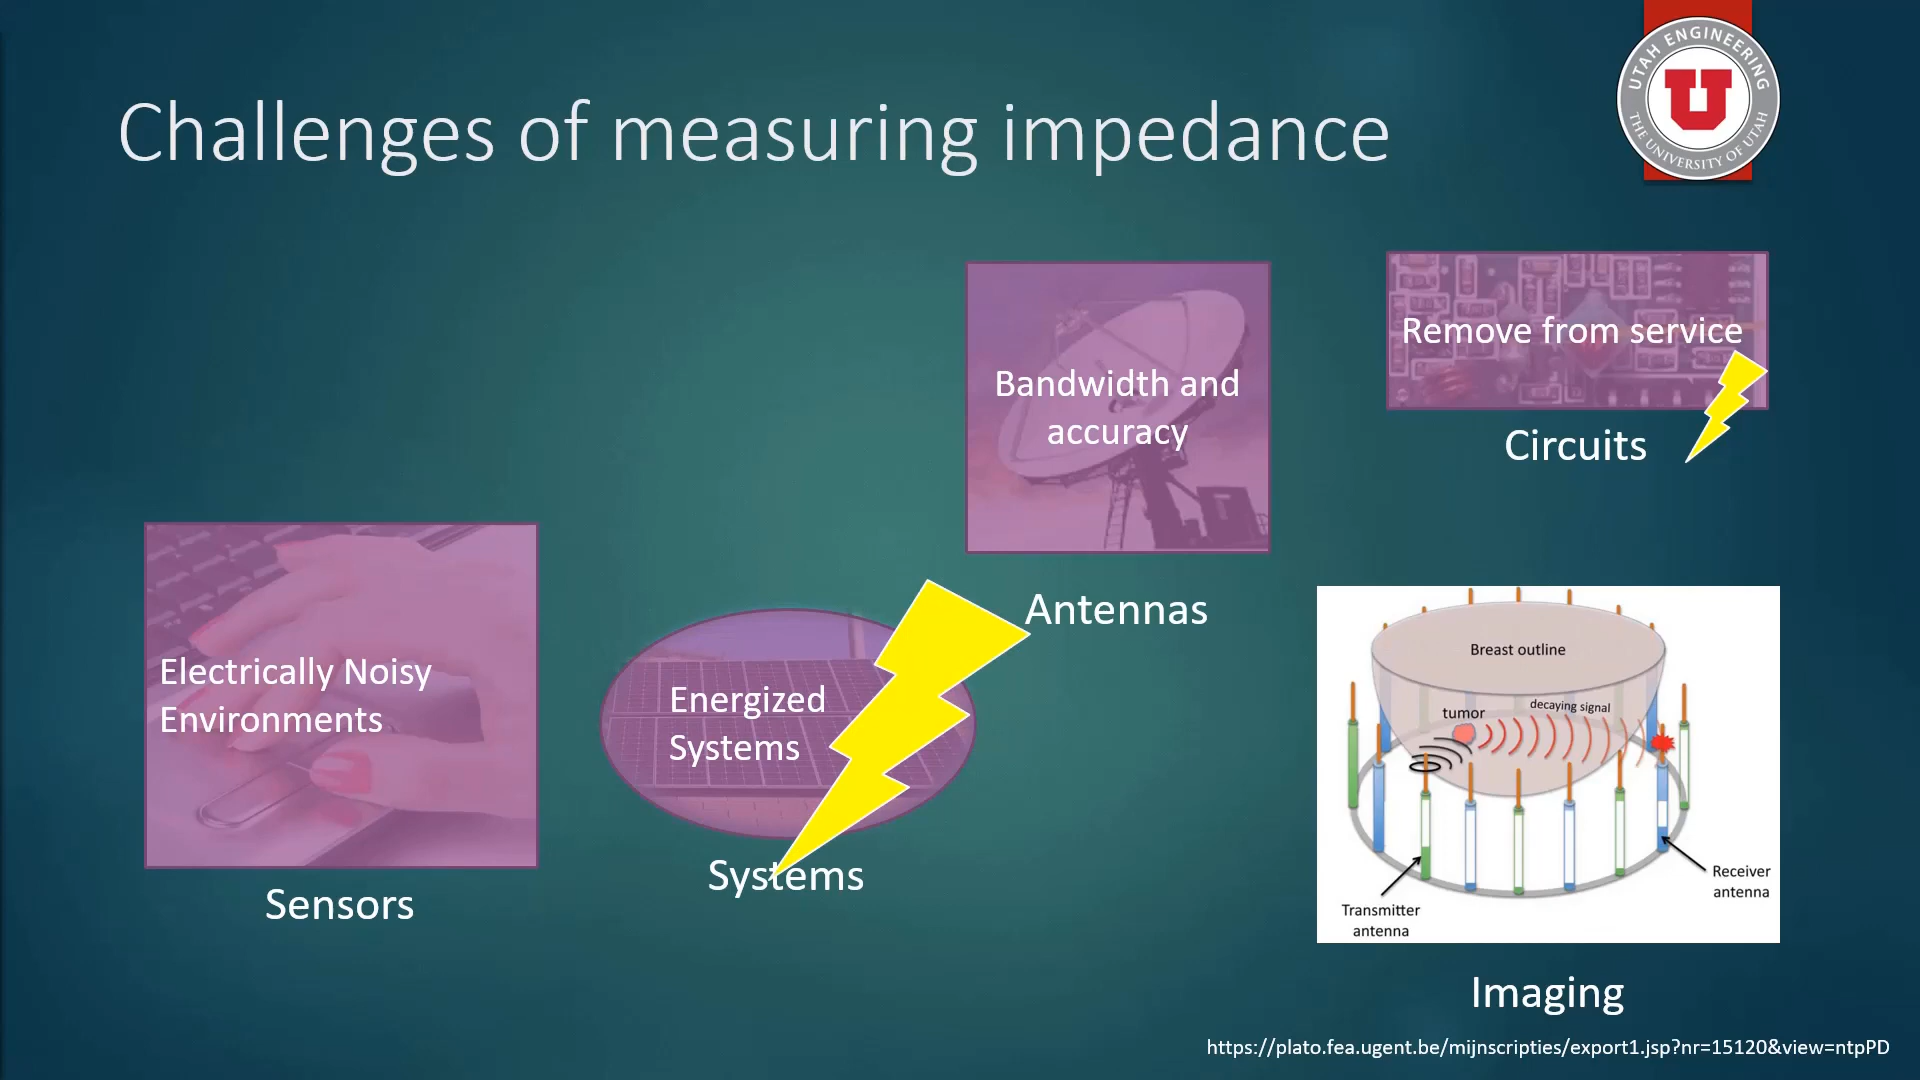 Challenges of measuring impedance
UTAH ENGINEERING
U
THE UNIVERSITY OF UTAH
Remove from service
Circuits
Bandwidth and
accuracy
Antennas
Electrically Noisy
Environments
Sensors
Energized
Systems
Systems
Breast outline
tumor
decaying signal
Receiver
antenna
Transmitter
antenna
Imaging
https://plato.fea.ugent.be/mijnscripties/export1.jsp?nr=15120&view=ntpPD